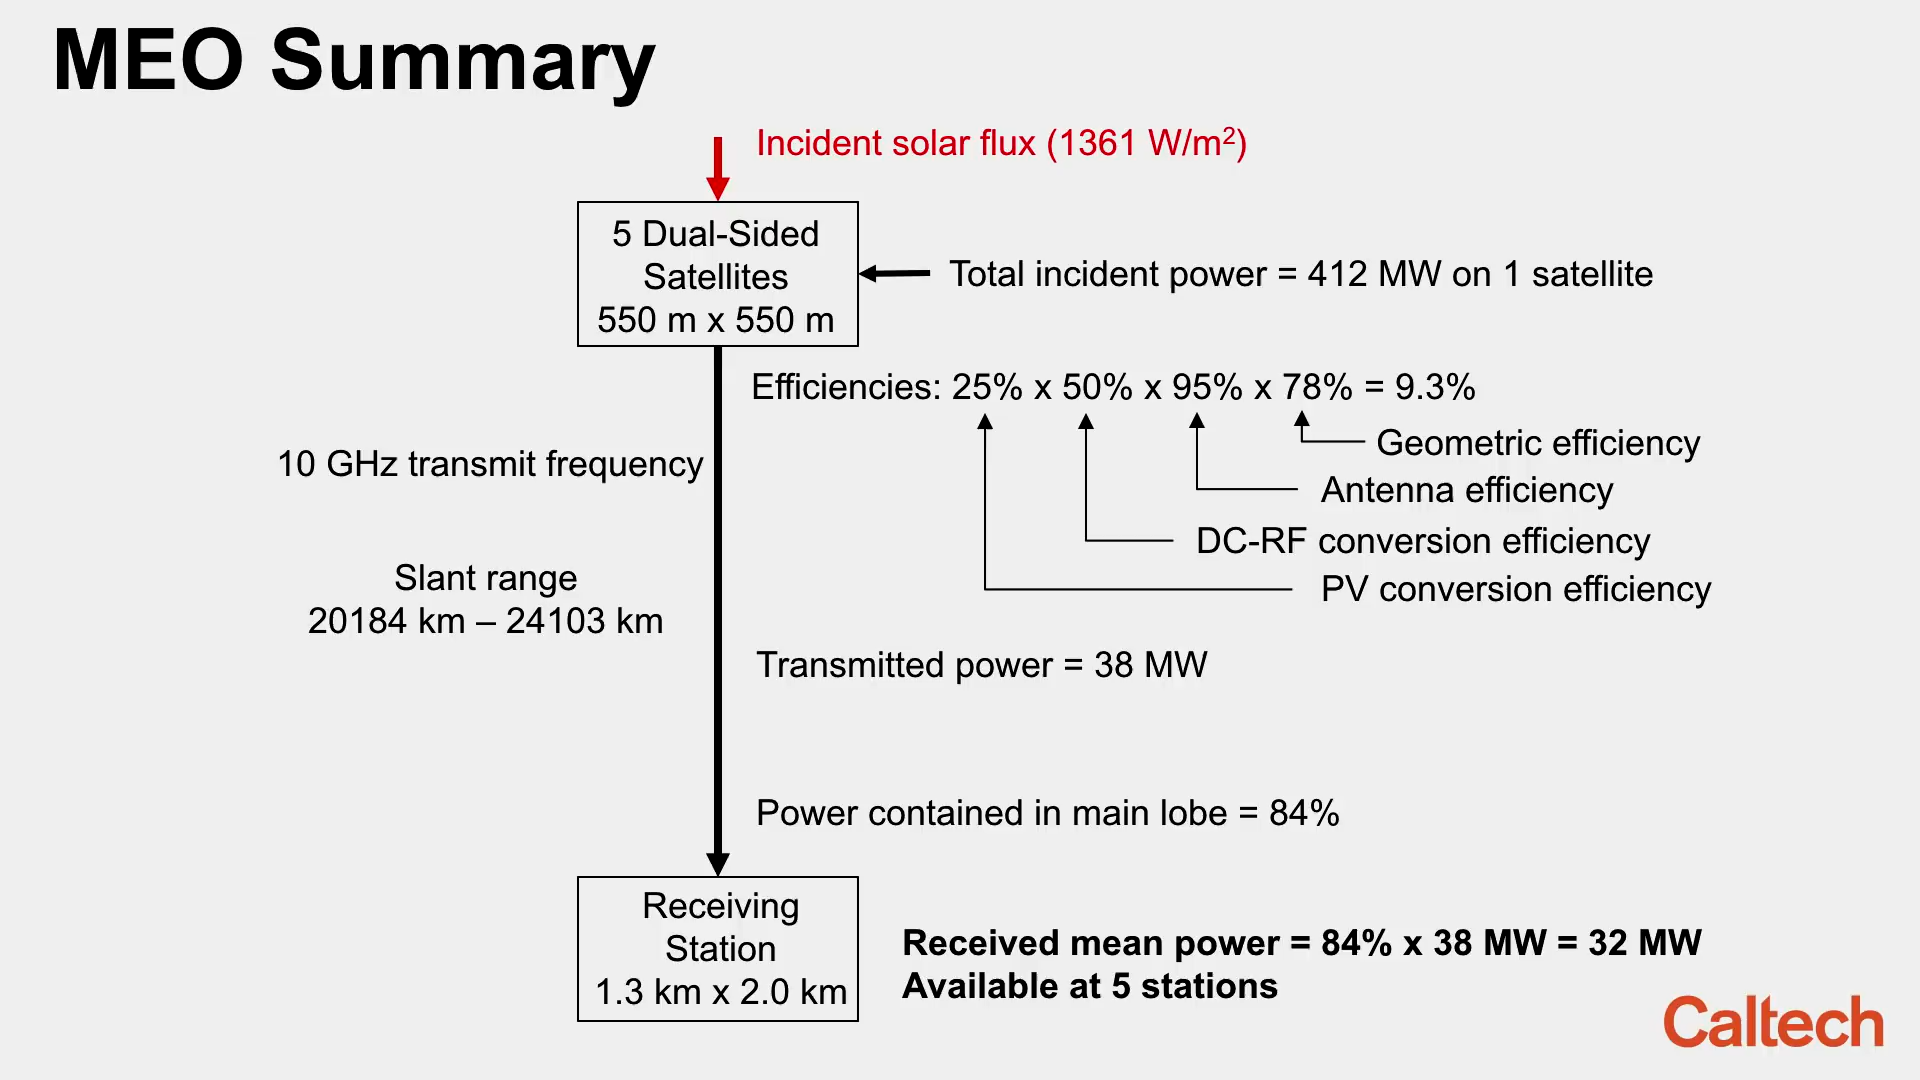 MEO Summary
Incident solar flux (1361 W/m²)
5 Dual-Sided
Satellites
550 m x 550 m
Total incident power = 412 MW on 1 satellite
Efficiencies: 25% x 50% x 95% x 78% = 9.3%
Geometric efficiency
10 GHz transmit frequency
Antenna efficiency
DC-RF conversion efficiency
PV conversion efficiency
Slant range
20184 km – 24103 km
Transmitted power = 38 MW
Power contained in main lobe = 84%
Receiving
Station
1.3 km x 2.0 km
Received mean power = 84% x 38 MW = 32 MW
Available at 5 stations
Caltech